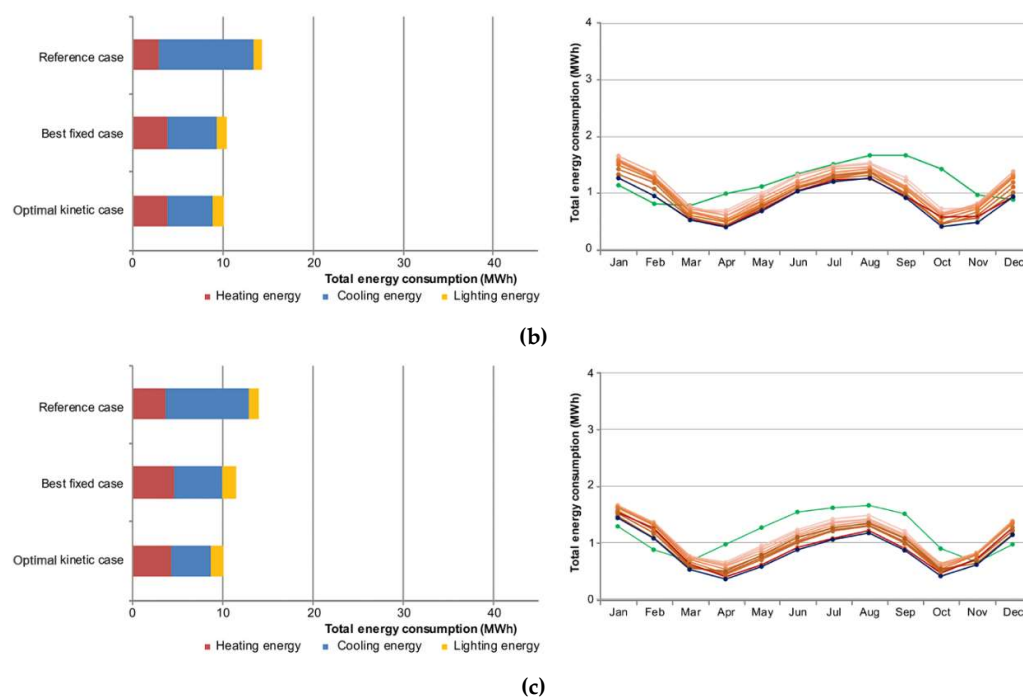 Reference case
Best fixed case
Optimal kinetic case
0 10 20 30 40
Total energy consumption (MWh)
Heating energy Cooling energy Lighting energy
Total energy consumption (MWh)
4
3
2
1
0
Jan Feb Mar Apr May Jun Jul Aug Sep Oct Nov Dec
(b)
Reference case
Best fixed case
Optimal kinetic case
0 10 20 30 40
Total energy consumption (MWh)
Heating energy Cooling energy Lighting energy
Total energy consumption (MWh)
4
3
2
1
0
Jan Feb Mar Apr May Jun Jul Aug Sep Oct Nov Dec
(c)